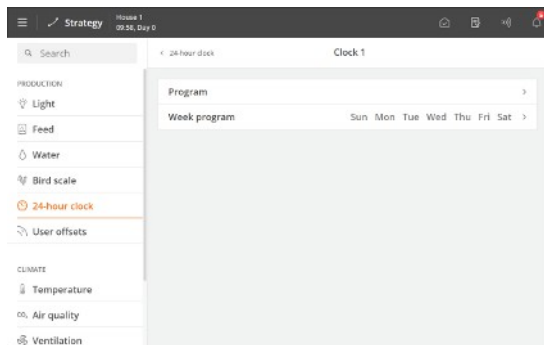 Strategy
House 1
09:56, Day 0
Search
24-hour clock
Clock 1
PRODUCTION
Light
Feed
Water
Bird scale
24-hour clock
User offsets
CLIMATE
Temperature
Air quality
Ventilation
Program
Week program
Sun Mon Tue Wed Thu Fri Sat